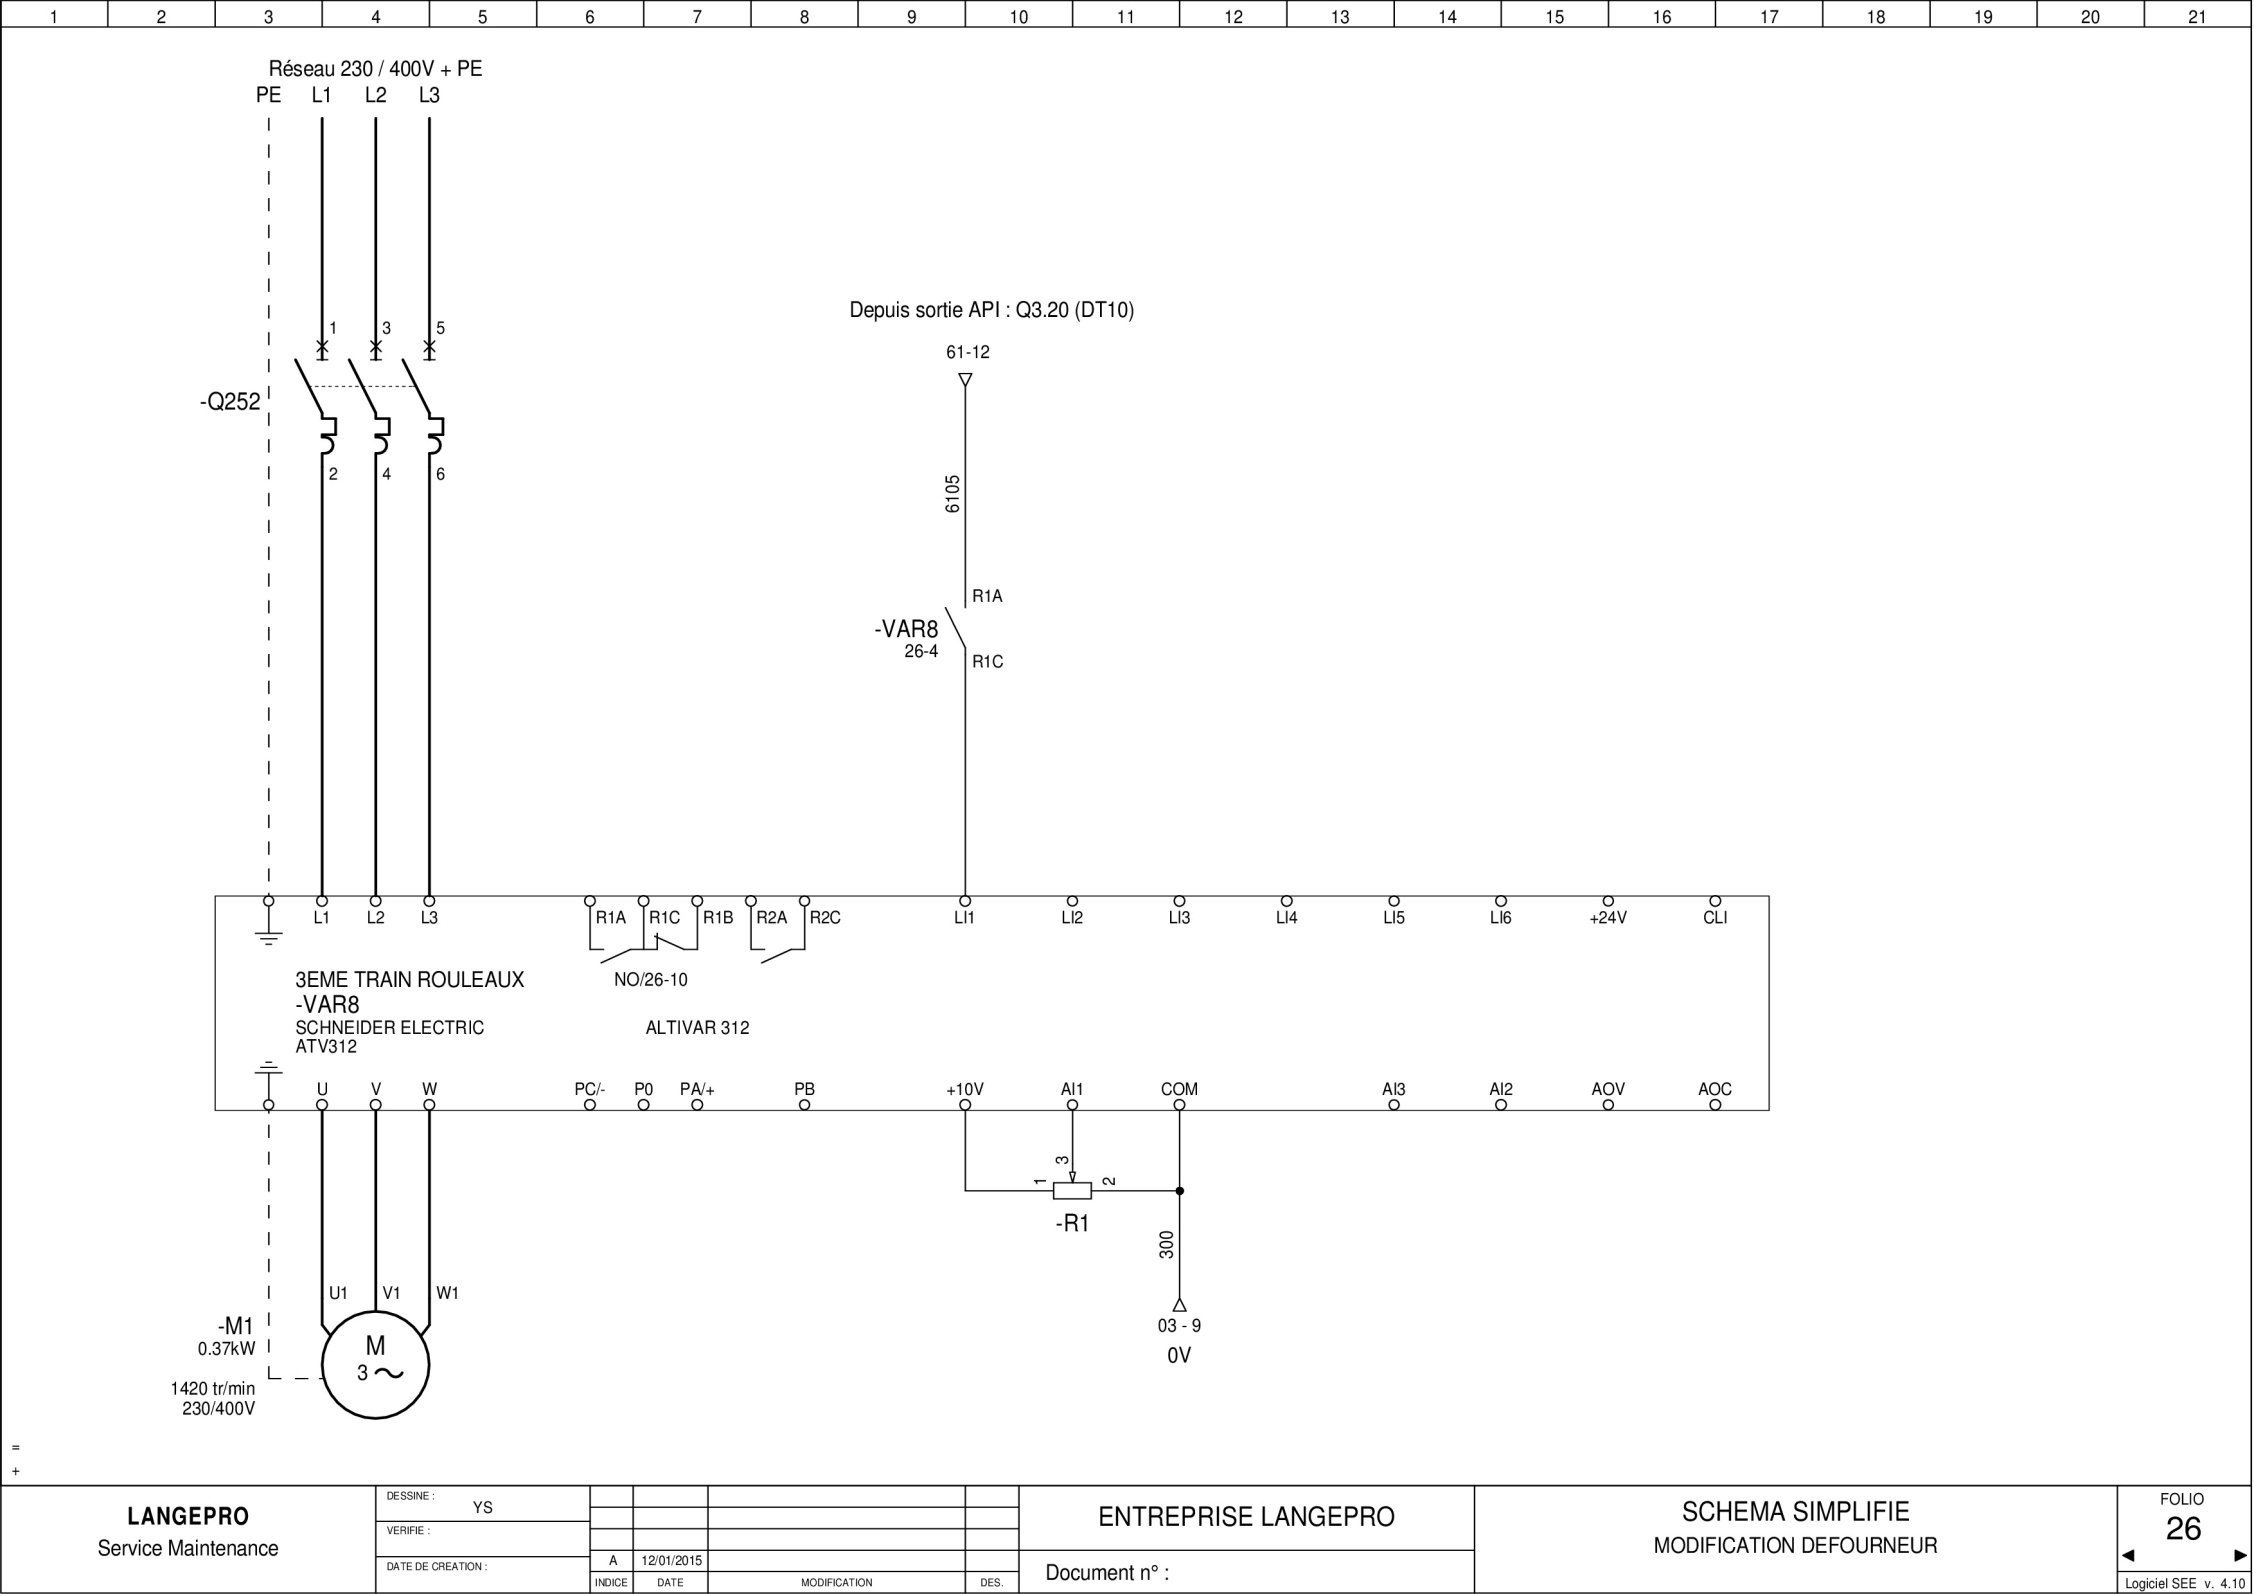 1 2 3 4 5 6 7 8 9 10 11 12 13 14 15 16 17 18 19 20 21
Réseau 230 / 400V + PE
PE L1 L2 L3
Depuis sortie API : Q3.20 (DT10)
61-12
1 3 5
-Q252
2 4 6
6105
R1A
-VAR8
26-4
R1C
L1 L2 L3 R1A R1C R1B R2A R2C LI1 LI2 LI3 LI4 LI5 LI6 +24V CLI
3EME TRAIN ROULEAUX
NO/26-10
-VAR8
SCHNEIDER ELECTRIC
ALTIVAR 312
ATV312
U V W PC/- P0 PA/+ PB +10V AI1 COM AI3 AI2 AOV AOC
3
1 2
-R1
300
U1 V1 W1
-M1
0.37kW
1420 tr/min
230/400V
M
3
03 - 9
0V
=
+
LANGEPRO
Service Maintenance
DESSINE :
YS
VERIFIE :
DATE DE CREATION :
A 12/01/2015
INDICE DATE MODIFICATION DES.
ENTREPRISE LANGEPRO
Document n° :
SCHEMA SIMPLIFIE
MODIFICATION DEFOURNEUR
FOLIO
26
Logiciel SEE v. 4.10